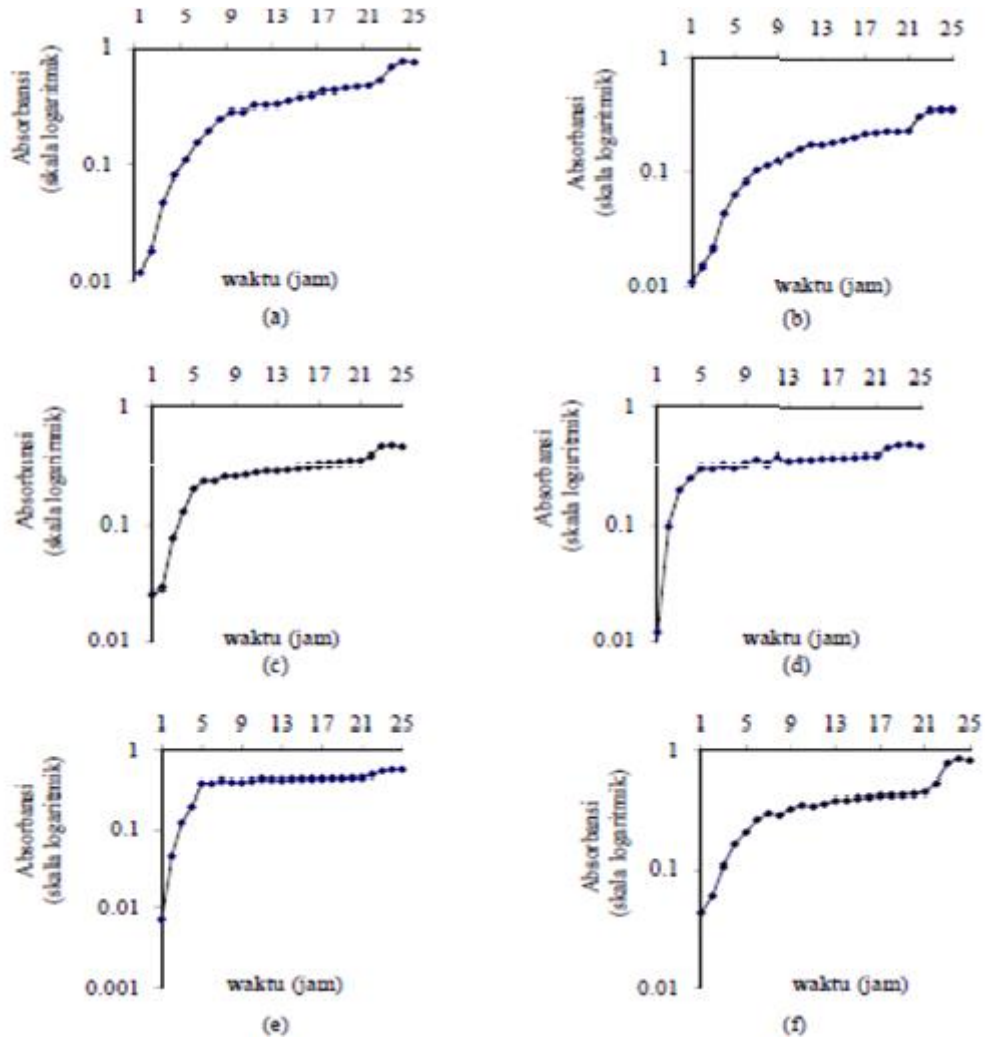 1 5 9 13 17 21 25
1
0.1
0.01
Absorbansi
(skala logaritmik)
waktu (jam)
(a)
1 5 9 13 17 21 25
1
0.1
0.01
Absorbansi
(skala logaritmik)
waktu (jam)
(b)
1 5 9 13 17 21 25
1
0.1
0.01
Absorbansi
(skala logaritmik)
waktu (jam)
(c)
1 5 9 13 17 21 25
1
0.1
0.01
Absorbansi
(skala logaritmik)
waktu (jam)
(d)
1 5 9 13 17 21 25
1
0.1
0.01
0.001
Absorbansi
(skala logaritmik)
waktu (jam)
(e)
1 5 9 13 17 21 25
1
0.1
0.01
Absorbansi
(skala logaritmik)
waktu (jam)
(f)